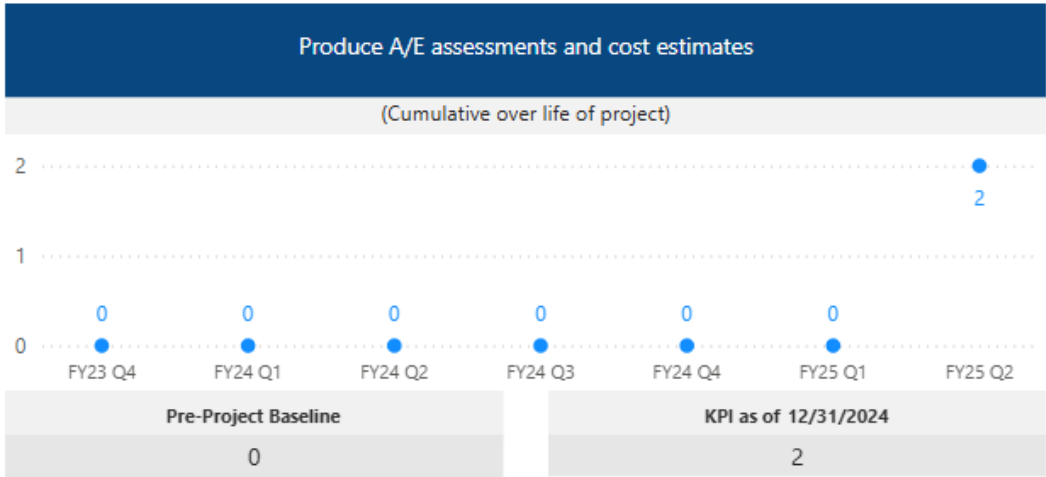 Produce A/E assessments and cost estimates
(Cumulative over life of project)
2
2
1
0 0 0 0 0 0
0
FY23 Q4 FY24 Q1 FY24 Q2 FY24 Q3 FY24 Q4 FY25 Q1 FY25 Q2
Pre-Project Baseline KPI as of 12/31/2024
0 2